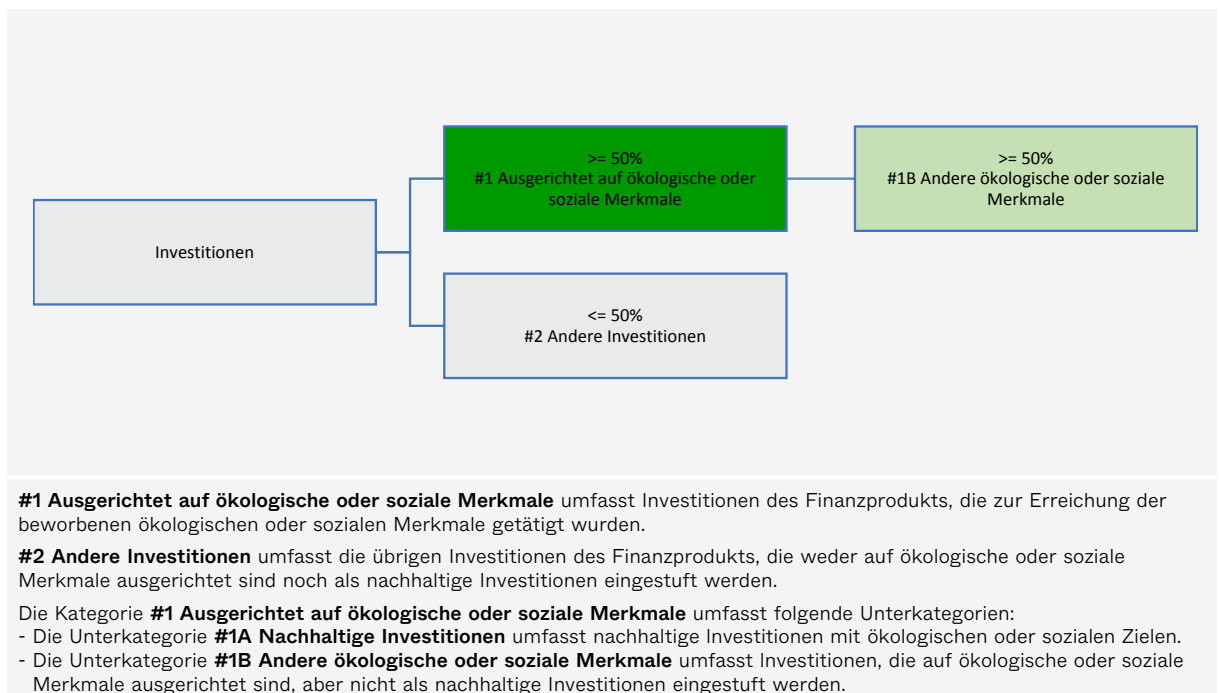 >= 50%
#1 Ausgerichtet auf ökologische oder
soziale Merkmale
>= 50%
#1B Andere ökologische oder soziale
Merkmale
Investitionen
<= 50%
#2 Andere Investitionen
#1 Ausgerichtet auf ökologische oder soziale Merkmale umfasst Investitionen des Finanzprodukts, die zur Erreichung der
beworbenen ökologischen oder sozialen Merkmale getätigt wurden.
#2 Andere Investitionen umfasst die übrigen Investitionen des Finanzprodukts, die weder auf ökologische oder soziale
Merkmale ausgerichtet sind noch als nachhaltige Investitionen eingestuft werden.
Die Kategorie #1 Ausgerichtet auf ökologische oder soziale Merkmale umfasst folgende Unterkategorien:
- Die Unterkategorie #1A Nachhaltige Investitionen umfasst nachhaltige Investitionen mit ökologischen oder sozialen Zielen.
- Die Unterkategorie #1B Andere ökologische oder soziale Merkmale umfasst Investitionen, die auf ökologische oder soziale
Merkmale ausgerichtet sind, aber nicht als nachhaltige Investitionen eingestuft werden.